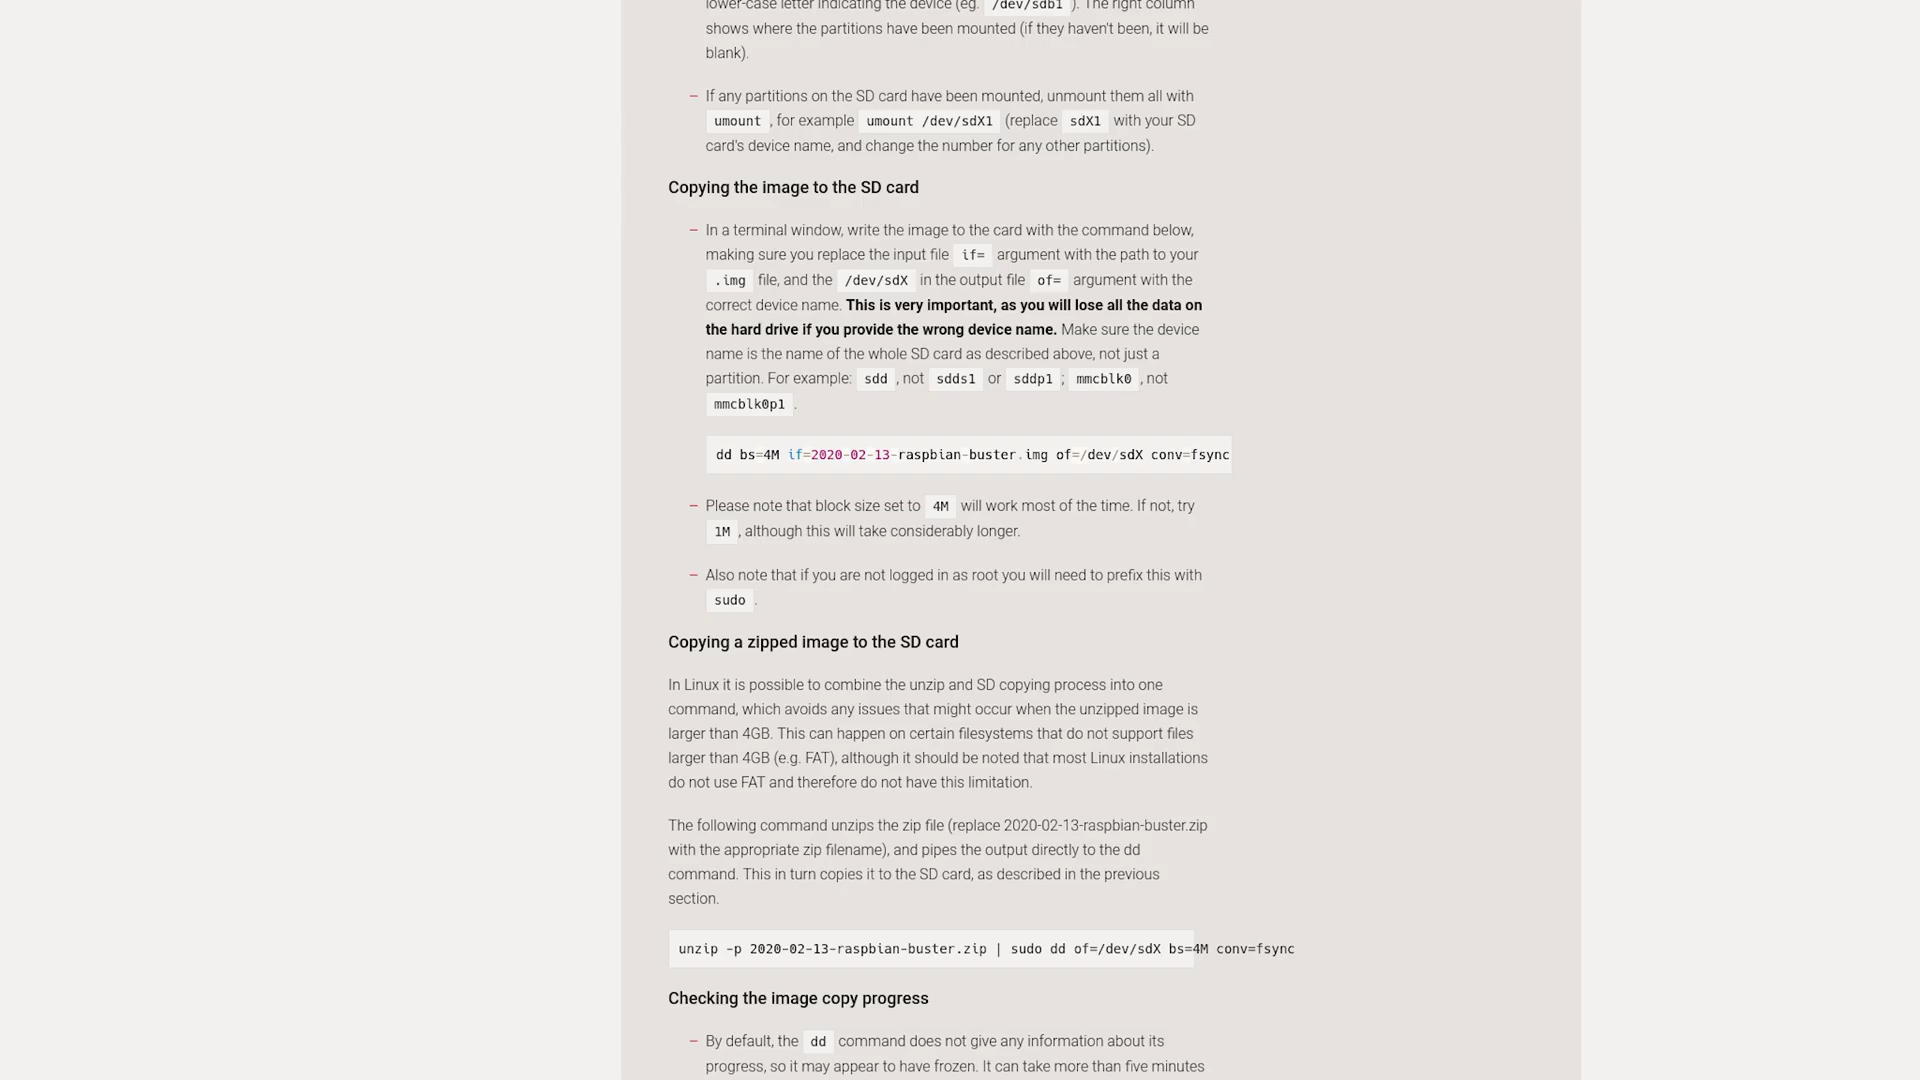 lower-case letter indicating the device (eg. /dev/sdb1 ). The right column
shows where the partitions have been mounted (if they haven't been, it will be
blank).
– If any partitions on the SD card have been mounted, unmount them all with
umount , for example umount /dev/sdX1 (replace sdX1 with your SD
card's device name, and change the number for any other partitions).
Copying the image to the SD card
– In a terminal window, write the image to the card with the command below,
making sure you replace the input file if= argument with the path to your
.img file, and the /dev/sdX in the output file of= argument with the
correct device name. This is very important, as you will lose all the data on
the hard drive if you provide the wrong device name. Make sure the device
name is the name of the whole SD card as described above, not just a
partition. For example: sdd , not sdds1 or sddp1 ; mmcblk0 , not
mmcblk0p1 .
dd bs=4M if=2020-02-13-raspbian-buster.img of=/dev/sdX conv=fsync
– Please note that block size set to 4M will work most of the time. If not, try
1M , although this will take considerably longer.
– Also note that if you are not logged in as root you will need to prefix this with
sudo .
Copying a zipped image to the SD card
In Linux it is possible to combine the unzip and SD copying process into one
command, which avoids any issues that might occur when the unzipped image is
larger than 4GB. This can happen on certain filesystems that do not support files
larger than 4GB (e.g. FAT), although it should be noted that most Linux installations
do not use FAT and therefore do not have this limitation.
The following command unzips the zip file (replace 2020-02-13-raspbian-buster.zip
with the appropriate zip filename), and pipes the output directly to the dd
command. This in turn copies it to the SD card, as described in the previous
section.
unzip -p 2020-02-13-raspbian-buster.zip | sudo dd of=/dev/sdX bs=4M conv=fsync
Checking the image copy progress
– By default, the dd command does not give any information about its
progress, so it may appear to have frozen. It can take more than five minutes